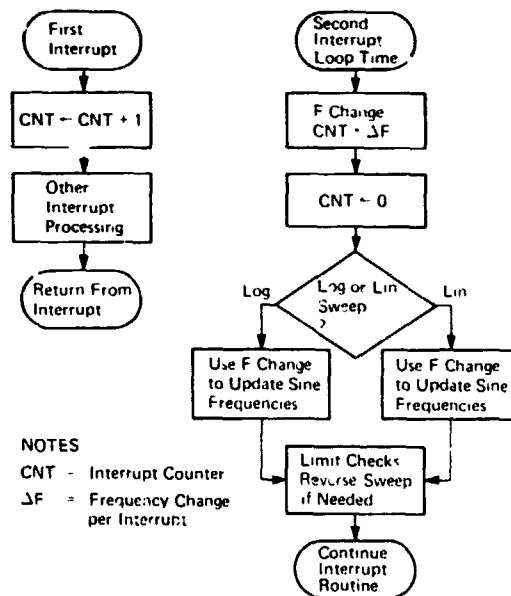 First
Interrupt
CNT ← CNT + 1
Other
Interrupt
Processing
Return From
Interrupt
Second
Interrupt
Loop Time
F Change
CNT · ΔF
CNT ← 0
Log or Lin
Sweep
?
Log
Lin
Use F Change
to Update Sine
Frequencies
Use F Change
to Update Sine
Frequencies
Limit Checks
Reverse Sweep
if Needed
Continue
Interrupt
Routine
NOTES
CNT - Interrupt Counter
ΔF = Frequency Change
per Interrupt